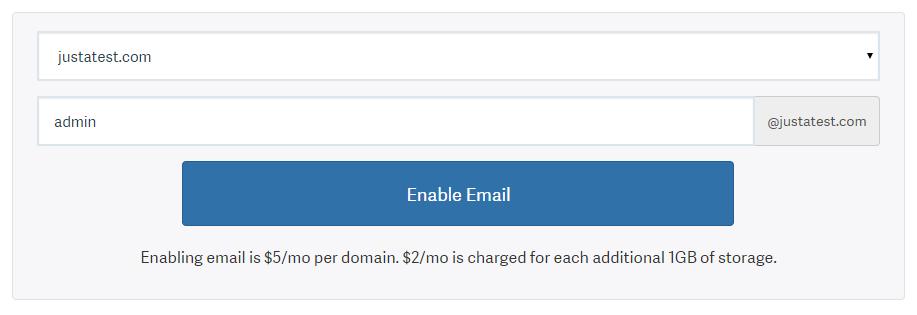 justatest.com
admin @justatest.com
Enable Email
Enabling email is $5/mo per domain. $2/mo is charged for each additional 1GB of storage.